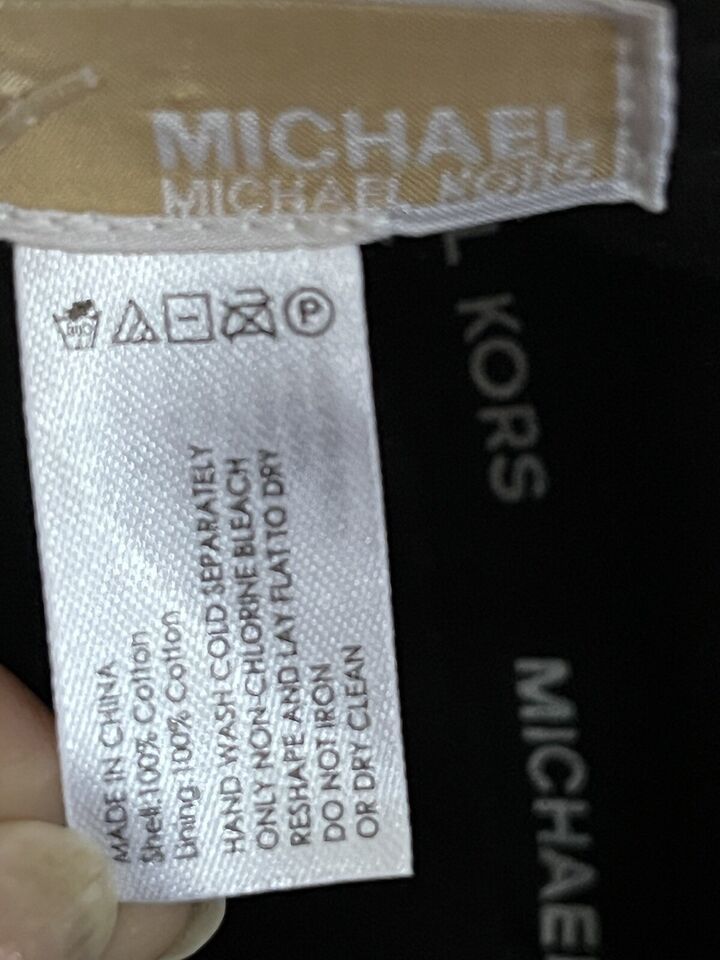 MICHAEL
MICHAEL KORS
L KORS
MICHAEL
P
MADE IN CHINA
Shell:100% Cotton
Lining:100% Cotton
HAND WASH COLD SEPARATELY
ONLY NON-CHLORINE BLEACH
RESHAPE AND LAY FLAT TO DRY
DO NOT IRON
OR DRY CLEAN